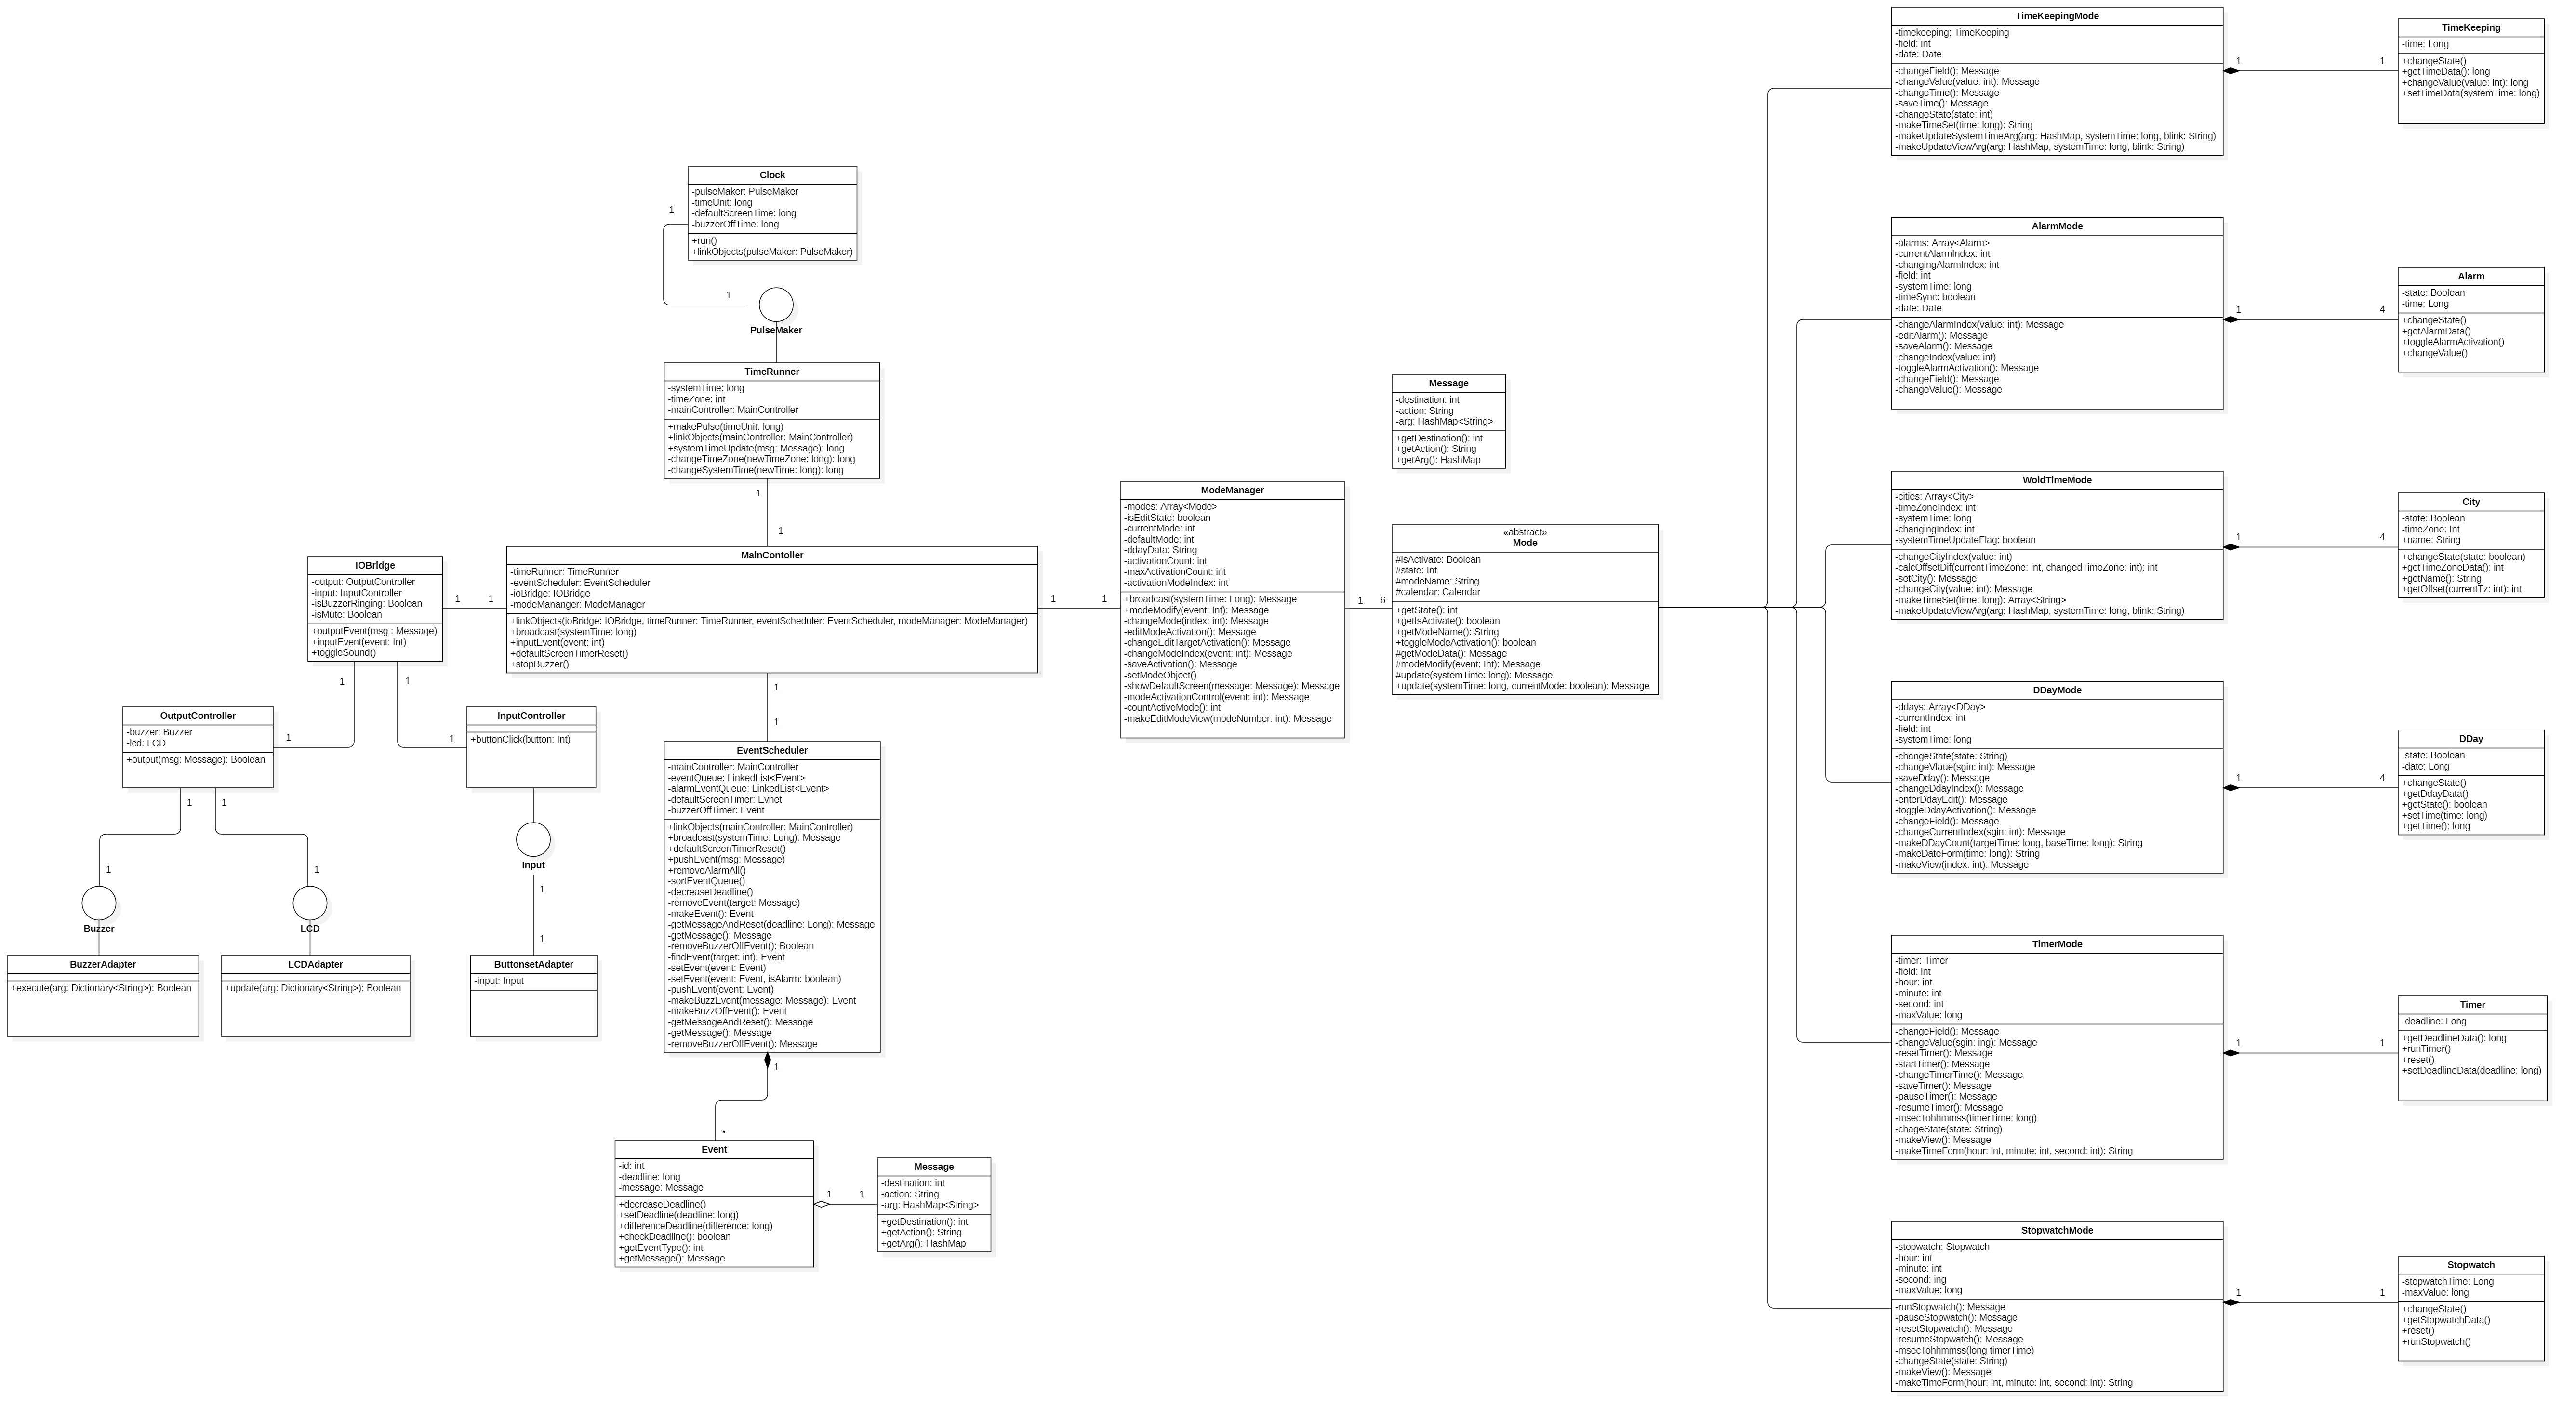 TimeKeepingMode
-timekeeping: TimeKeeping
-field: int
-date: Date
-changeField(): Message
-changeValue(value: int): Message
-changeTime(): Message
-saveTime(): Message
-changeState(state: int)
-makeTimeSet(time: long): String
-makeUpdateSystemTimeArg(arg: HashMap, systemTime: long, blink: String)
-makeUpdateViewArg(arg: HashMap, systemTime: long, blink: String)
1
1
TimeKeeping
-time: Long
+changeState()
+getTimeData(): long
+changeValue(value: int): long
+setTimeData(systemTime: long)
Clock
-pulseMaker: PulseMaker
-timeUnit: long
-defaultScreenTime: long
-buzzerOffTime: long
+run()
+linkObjects(pulseMaker: PulseMaker)
1
1
PulseMaker
AlarmMode
-alarms: Array<Alarm>
-currentAlarmIndex: int
-changingAlarmIndex: int
-field: int
-systemTime: long
-timeSync: boolean
-date: Date
-changeAlarmIndex(value: int): Message
-editAlarm(): Message
-saveAlarm(): Message
-changeIndex(value: int)
-toggleAlarmActivation(): Message
-changeField(): Message
-changeValue(): Message
1
4
Alarm
-state: Boolean
-time: Long
+changeState()
+getAlarmData()
+toggleAlarmActivation()
+changeValue()
TimeRunner
-systemTime: long
-timeZone: int
-mainController: MainController
+makePulse(timeUnit: long)
+linkObjects(mainController: MainController)
+systemTimeUpdate(msg: Message): long
-changeTimeZone(newTimeZone: long): long
-changeSystemTime(newTime: long): long
1
1
Message
-destination: int
-action: String
-arg: HashMap<String>
+getDestination(): int
+getAction(): String
+getArg(): HashMap
IOBridge
-output: OutputController
-input: InputController
-isBuzzerRinging: Boolean
-isMute: Boolean
+outputEvent(msg : Message)
+inputEvent(event: Int)
+toggleSound()
1
1
MainContoller
-timeRunner: TimeRunner
-eventScheduler: EventScheduler
-ioBridge: IOBridge
-modeMananger: ModeManager
+linkObjects(ioBridge: IOBridge, timeRunner: TimeRunner, eventScheduler: EventScheduler, modeManager: ModeManager)
+broadcast(systemTime: long)
+inputEvent(event: int)
+defaultScreenTimerReset()
+stopBuzzer()
1
1
ModeManager
-modes: Array<Mode>
-isEditState: boolean
-currentMode: int
-defaultMode: int
-ddayData: String
-activationCount: int
-maxActivationCount: int
-activationModeIndex: int
+broadcast(systemTime: Long): Message
+modeModify(event: Int): Message
-changeMode(index: int): Message
-editModeActivation(): Message
-changeEditTargetActivation(): Message
-changeModeIndex(event: int): Message
-saveActivation(): Message
-setModeObject()
-showDefaultScreen(message: Message): Message
-modeActivationControl(event: int): Message
-countActiveMode(): int
-makeEditModeView(modeNumber: int): Message
1
6
«abstract»
Mode
#isActivate: Boolean
#state: Int
#modeName: String
#calendar: Calendar
+getState(): int
+getIsActivate(): boolean
+getModeName(): String
+toggleModeActivation(): boolean
#getModeData(): Message
#modeModify(event: Int): Message
#update(systemTime: long): Message
+update(systemTime: long, currentMode: boolean): Message
WoldTimeMode
-cities: Array<City>
-timeZoneIndex: int
-systemTime: long
-changingIndex: int
-systemTimeUpdateFlag: boolean
-changeCityIndex(value: int)
-calcOffsetDif(currentTimeZone: int, changedTimeZone: int): int
-setCity(): Message
-changeCity(value: int): Message
-makeTimeSet(time: long): Array<String>
-makeUpdateViewArg(arg: HashMap, systemTime: long, blink: String)
1
4
City
-state: Boolean
-timeZone: Int
+name: String
+changeState(state: boolean)
+getTimeZoneData(): int
+getName(): String
+getOffset(currentTz: int): int
1
1
1
1
OutputController
-buzzer: Buzzer
-lcd: LCD
+output(msg: Message): Boolean
InputController
+buttonClick(button: Int)
1
1
1
1
Buzzer
LCD
Input
1
1
BuzzerAdapter
+execute(arg: Dictionary<String>): Boolean
LCDAdapter
+update(arg: Dictionary<String>): Boolean
ButtonsetAdapter
-input: Input
1
1
EventScheduler
-mainController: MainController
-eventQueue: LinkedList<Event>
-alarmEventQueue: LinkedList<Event>
-defaultScreenTimer: Evnet
-buzzerOffTimer: Event
+linkObjects(mainController: MainController)
+broadcast(systemTime: Long): Message
+defaultScreenTimerReset()
+pushEvent(msg: Message)
+removeAlarmAll()
-sortEventQueue()
-decreaseDeadline()
-removeEvent(target: Message)
-makeEvent(): Event
-getMessageAndReset(deadline: Long): Message
-getMessage(): Message
-removeBuzzerOffEvent(): Boolean
-findEvent(target: int): Event
-setEvent(event: Event)
-setEvent(event: Event, isAlarm: boolean)
-pushEvent(event: Event)
-makeBuzzEvent(message: Message): Event
-makeBuzzOffEvent(): Event
-getMessageAndReset(): Message
-getMessage(): Message
-removeBuzzerOffEvent(): Message
1
*
Event
-id: int
-deadline: long
-message: Message
+decreaseDeadline()
+setDeadline(deadline: long)
+differenceDeadline(difference: long)
+checkDeadline(): boolean
+getEventType(): int
+getMessage(): Message
1
1
Message
-destination: int
-action: String
-arg: HashMap<String>
+getDestination(): int
+getAction(): String
+getArg(): HashMap
DDayMode
-ddays: Array<DDay>
-currentIndex: int
-field: int
-systemTime: long
-changeState(state: String)
-changeVlaue(sgin: int): Message
-saveDday(): Message
-changeDdayIndex(): Message
-enterDdayEdit(): Message
-toggleDdayActivation(): Message
-changeField(): Message
-changeCurrentIndex(sgin: int): Message
-makeDDayCount(targetTime: long, baseTime: long): String
-makeDateForm(time: long): String
-makeView(index: int): Message
1
4
DDay
-state: Boolean
-date: Long
+changeState()
+getDdayData()
+getState(): boolean
+setTime(time: long)
+getTime(): long
TimerMode
-timer: Timer
-field: int
-hour: int
-minute: int
-second: int
-maxValue: long
-changeField(): Message
-changeValue(sgin: ing): Message
-resetTimer(): Message
-startTimer(): Message
-changeTimerTime(): Message
-saveTimer(): Message
-pauseTimer(): Message
-resumeTimer(): Message
-msecTohhmmss(timerTime: long)
-chageState(state: String)
-makeView(): Message
-makeTimeForm(hour: int, minute: int, second: int): String
1
1
Timer
-deadline: Long
+getDeadlineData(): long
+runTimer()
+reset()
+setDeadlineData(deadline: long)
StopwatchMode
-stopwatch: Stopwatch
-hour: int
-minute: int
-second: ing
-maxValue: long
-runStopwatch(): Message
-pauseStopwatch(): Message
-resetStopwatch(): Message
-resumeStopwatch(): Message
-msecTohhmmss(long timerTime)
-changeState(state: String)
-makeView(): Message
-makeTimeForm(hour: int, minute: int, second: int): String
1
1
Stopwatch
-stopwatchTime: Long
-maxValue: long
+changeState()
+getStopwatchData()
+reset()
+runStopwatch()